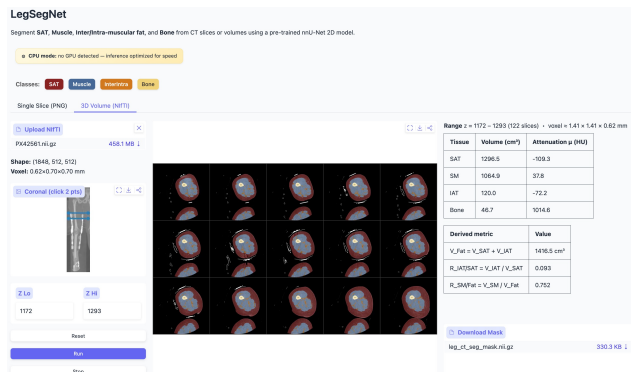 LegSegNet
Segment SAT, Muscle, Inter/Intra-muscular fat, and Bone from CT slices or volumes using a pre-trained nnU-Net 2D model.
CPU mode: no GPU detected — inference optimized for speed
Classes: SAT Muscle InterIntra Bone
Single Slice (PNG) 3D Volume (NIfTI)
Upload NIfTI
PX42561.nii.gz 458.1 MB ↓
Shape: (1848, 512, 512)
Voxel: 0.62×0.70×0.70 mm
Coronal (click 2 pts)
Z Lo Z Hi
1172 1293
Reset
Run
Stop
Range z = 1172 – 1293 (122 slices) • voxel ≈ 1.41 × 1.41 × 0.62 mm
Tissue Volume (cm³) Attenuation μ (HU)
SAT 1296.5 -109.3
SM 1064.9 37.8
IAT 120.0 -72.2
Bone 46.7 1014.6
Derived metric Value
V_Fat = V_SAT + V_IAT 1416.5 cm³
R_IAT/SAT = V_IAT / V_SAT 0.093
R_SM/Fat = V_SM / V_Fat 0.752
Download Mask
leg_ct_seg_mask.nii.gz 330.3 KB ↓